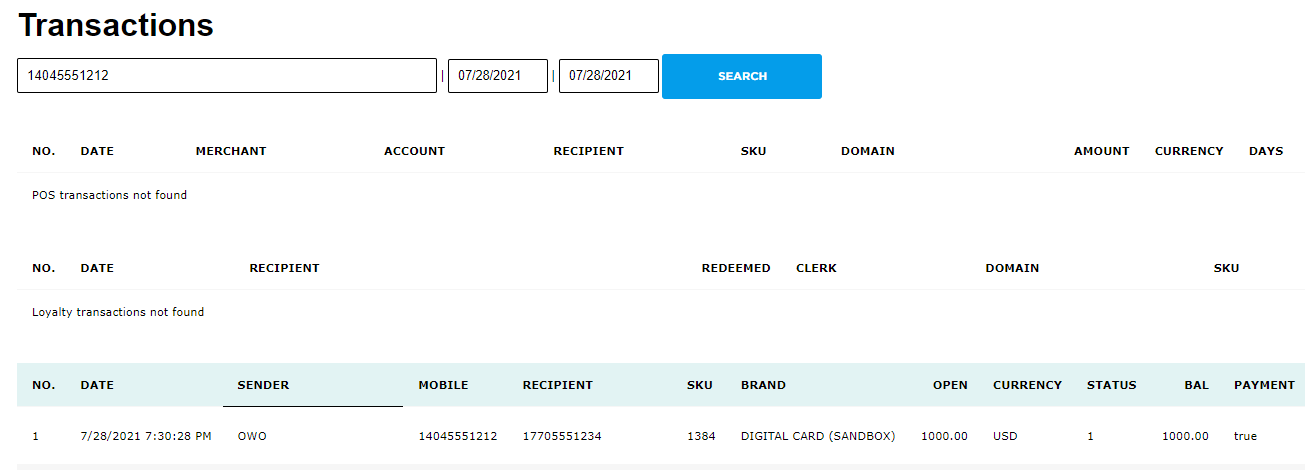 Transactions
14045551212 | 07/28/2021 | 07/28/2021 SEARCH
NO. DATE MERCHANT ACCOUNT RECIPIENT SKU DOMAIN AMOUNT CURRENCY DAYS
POS transactions not found
NO. DATE RECIPIENT REDEEMED CLERK DOMAIN SKU
Loyalty transactions not found
NO. DATE SENDER MOBILE RECIPIENT SKU BRAND OPEN CURRENCY STATUS BAL PAYMENT
1 7/28/2021 7:30:28 PM OWO 14045551212 17705551234 1384 DIGITAL CARD (SANDBOX) 1000.00 USD 1 1000.00 true